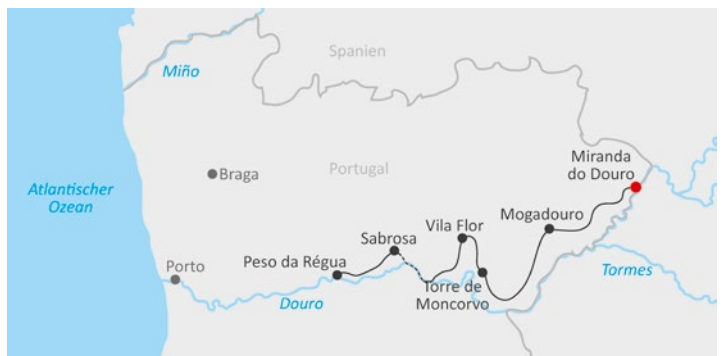 Spanien
Miño
Miranda
do Douro
Portugal
Braga
Atlantischer
Ozean
Mogadouro
Vila Flor
Sabrosa
Peso da Régua
Porto
Tormes
Torre de
Moncorvo
Douro